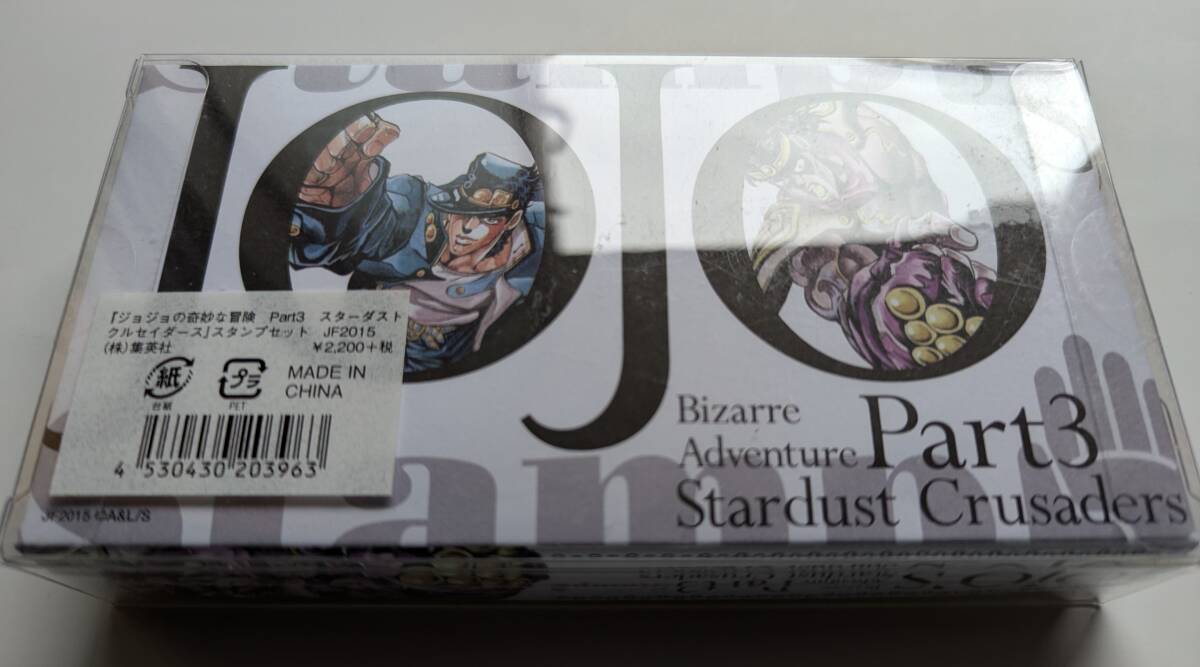 JOJO
『ジョジョの奇妙な冒険 Part3 スターダスト
クルセイダース』スタンプセット JF2015
(株)集英社 ¥2,200+税
紙 プラ MADE IN
台紙 PET CHINA
4 530430 203963
JF2015 ©A&L/S
Bizarre
Adventure Part3
Stardust Crusaders
Stamp